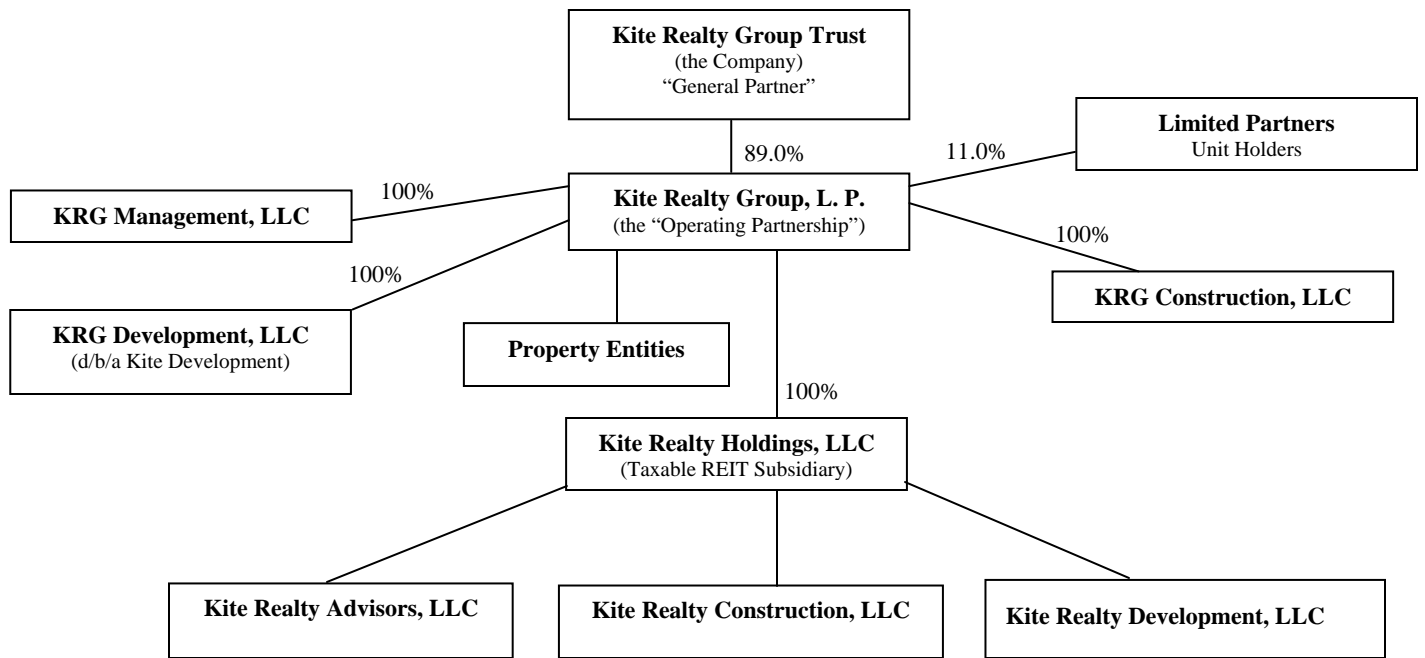 Kite Realty Group Trust
(the Company)
“General Partner”
Limited Partners
Unit Holders
89.0%
11.0%
100%
KRG Management, LLC
Kite Realty Group, L. P.
(the “Operating Partnership”)
100%
100%
KRG Construction, LLC
KRG Development, LLC
(d/b/a Kite Development)
Property Entities
100%
Kite Realty Holdings, LLC
(Taxable REIT Subsidiary)
Kite Realty Advisors, LLC
Kite Realty Construction, LLC
Kite Realty Development, LLC